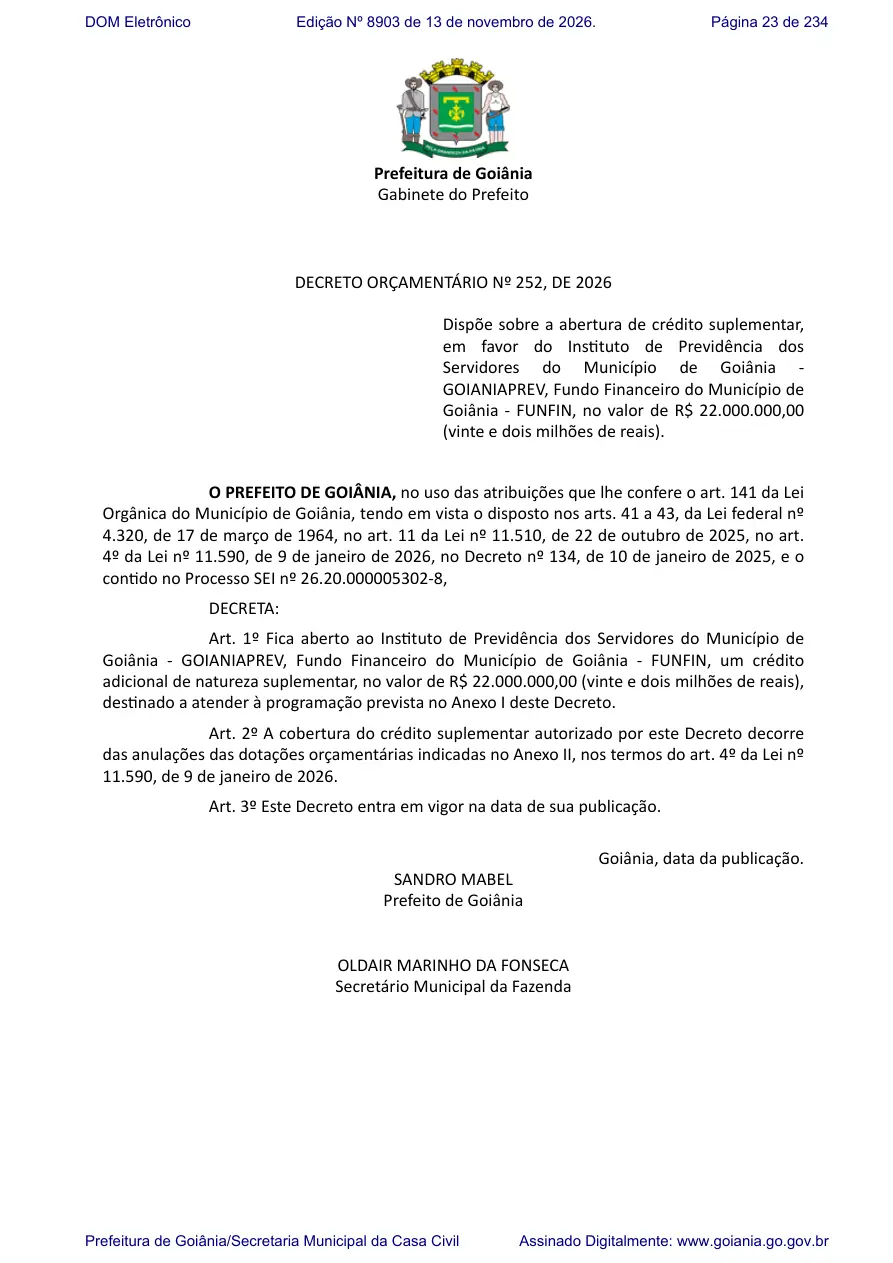 DOM Eletrônico Edição Nº 8903 de 13 de novembro de 2026. Página 23 de 234
PELA GRANDEZA DA PÁTRIA
Prefeitura de Goiânia
Gabinete do Prefeito
DECRETO ORÇAMENTÁRIO Nº 252, DE 2026
Dispõe sobre a abertura de crédito suplementar,
em favor do Instituto de Previdência dos
Servidores do Município de Goiânia -
GOIANIAPREV, Fundo Financeiro do Município de
Goiânia - FUNFIN, no valor de R$ 22.000.000,00
(vinte e dois milhões de reais).
O PREFEITO DE GOIÂNIA, no uso das atribuições que lhe confere o art. 141 da Lei
Orgânica do Município de Goiânia, tendo em vista o disposto nos arts. 41 a 43, da Lei federal nº
4.320, de 17 de março de 1964, no art. 11 da Lei nº 11.510, de 22 de outubro de 2025, no art.
4º da Lei nº 11.590, de 9 de janeiro de 2026, no Decreto nº 134, de 10 de janeiro de 2025, e o
contido no Processo SEI nº 26.20.000005302-8,
DECRETA:
Art. 1º Fica aberto ao Instituto de Previdência dos Servidores do Município de
Goiânia - GOIANIAPREV, Fundo Financeiro do Município de Goiânia - FUNFIN, um crédito
adicional de natureza suplementar, no valor de R$ 22.000.000,00 (vinte e dois milhões de reais),
destinado a atender à programação prevista no Anexo I deste Decreto.
Art. 2º A cobertura do crédito suplementar autorizado por este Decreto decorre
das anulações das dotações orçamentárias indicadas no Anexo II, nos termos do art. 4º da Lei nº
11.590, de 9 de janeiro de 2026.
Art. 3º Este Decreto entra em vigor na data de sua publicação.
Goiânia, data da publicação.
SANDRO MABEL
Prefeito de Goiânia
OLDAIR MARINHO DA FONSECA
Secretário Municipal da Fazenda
Prefeitura de Goiânia/Secretaria Municipal da Casa Civil Assinado Digitalmente: www.goiania.go.gov.br